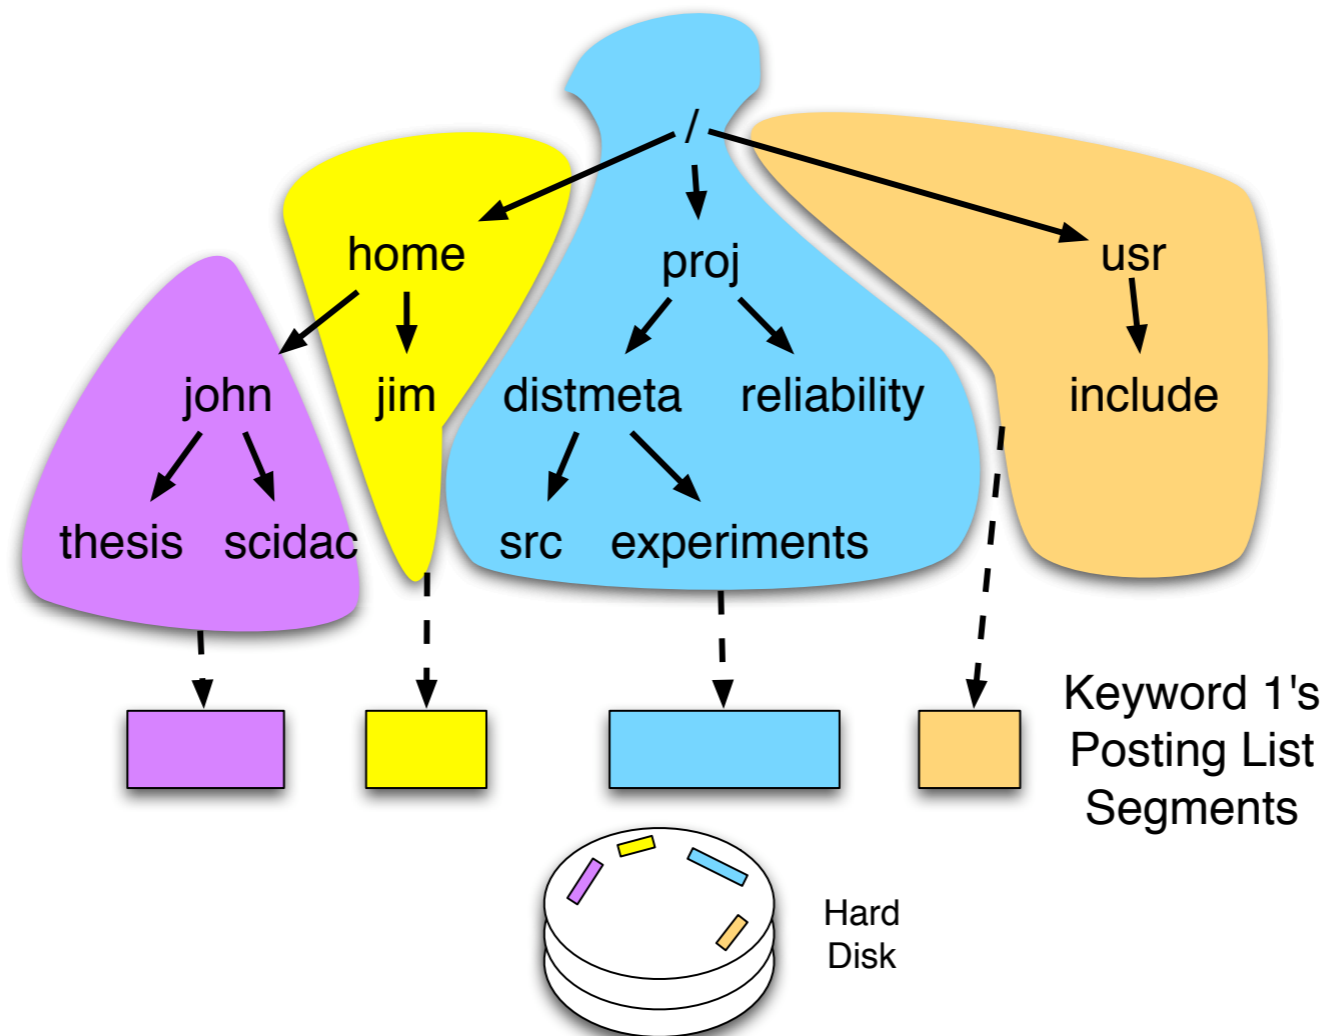 /
home
proj
usr
john
jim
distmeta
reliability
include
thesis
scidac
src
experiments
Keyword 1's
Posting List
Segments
Hard
Disk